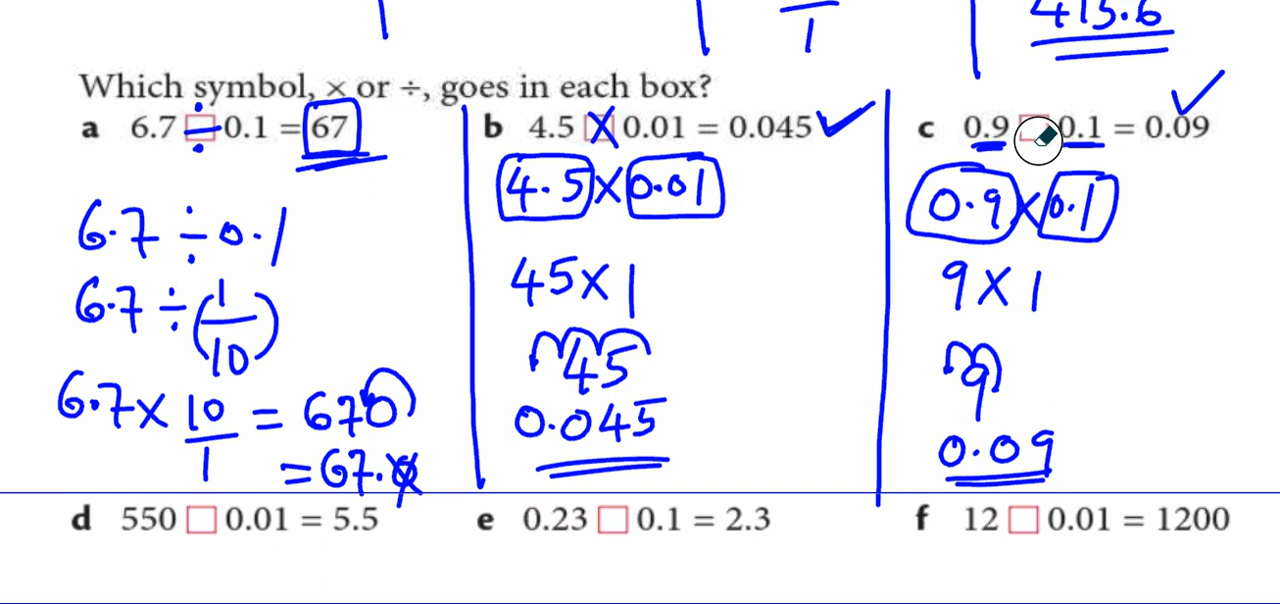 415.6
1
Which symbol, × or ÷, goes in each box?
a 6.7 ÷ 0.1 = 67
b 4.5 × 0.01 = 0.045 ✓
c 0.9 □ 0.1 = 0.09 ✓
6.7 ÷ 0.1
6.7 ÷ (1/10)
6.7 × 10/1 = 670
= 67.0
4.5 × 0.01
45 × 1
45
0.045
0.9 × 0.1
9 × 1
9
0.09
d 550 □ 0.01 = 5.5
e 0.23 □ 0.1 = 2.3
f 12 □ 0.01 = 1200